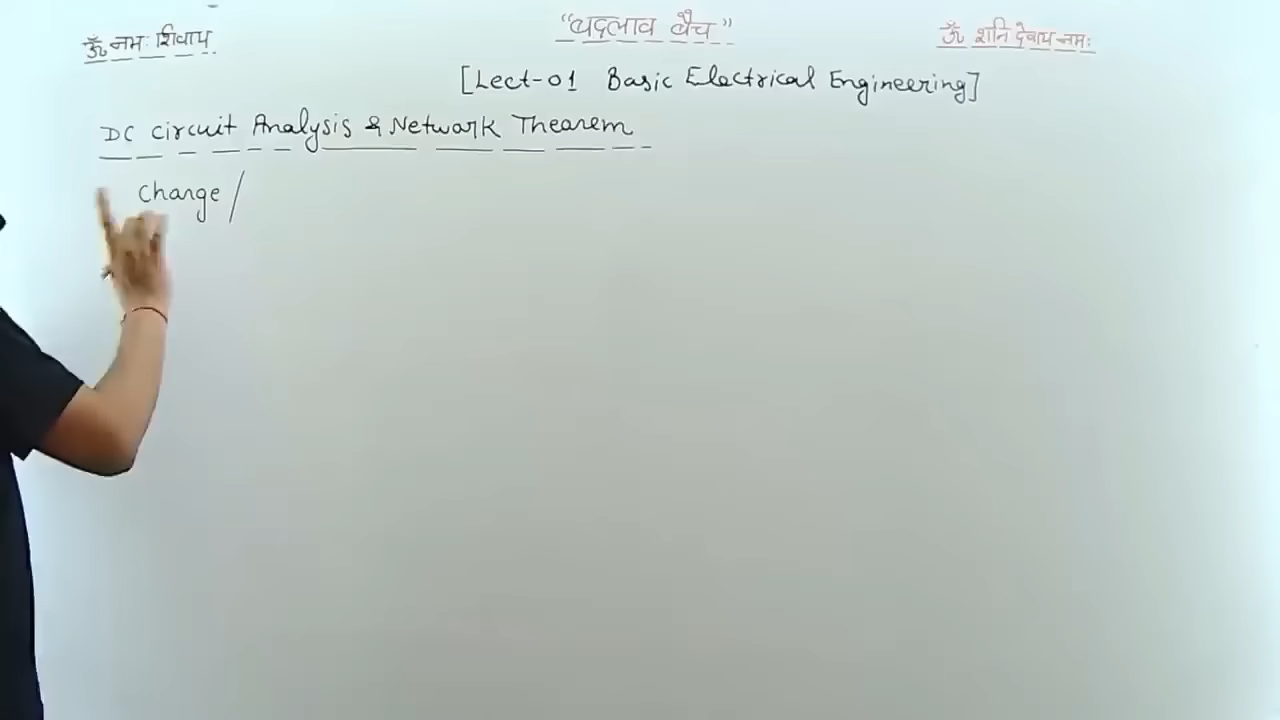 ॐ नमः शिवाय
"बदलाव बैच"
ॐ शनि देवाय नमः
[Lect-01 Basic Electrical Engineering]
DC Circuit Analysis & Network Theorem
Charge /